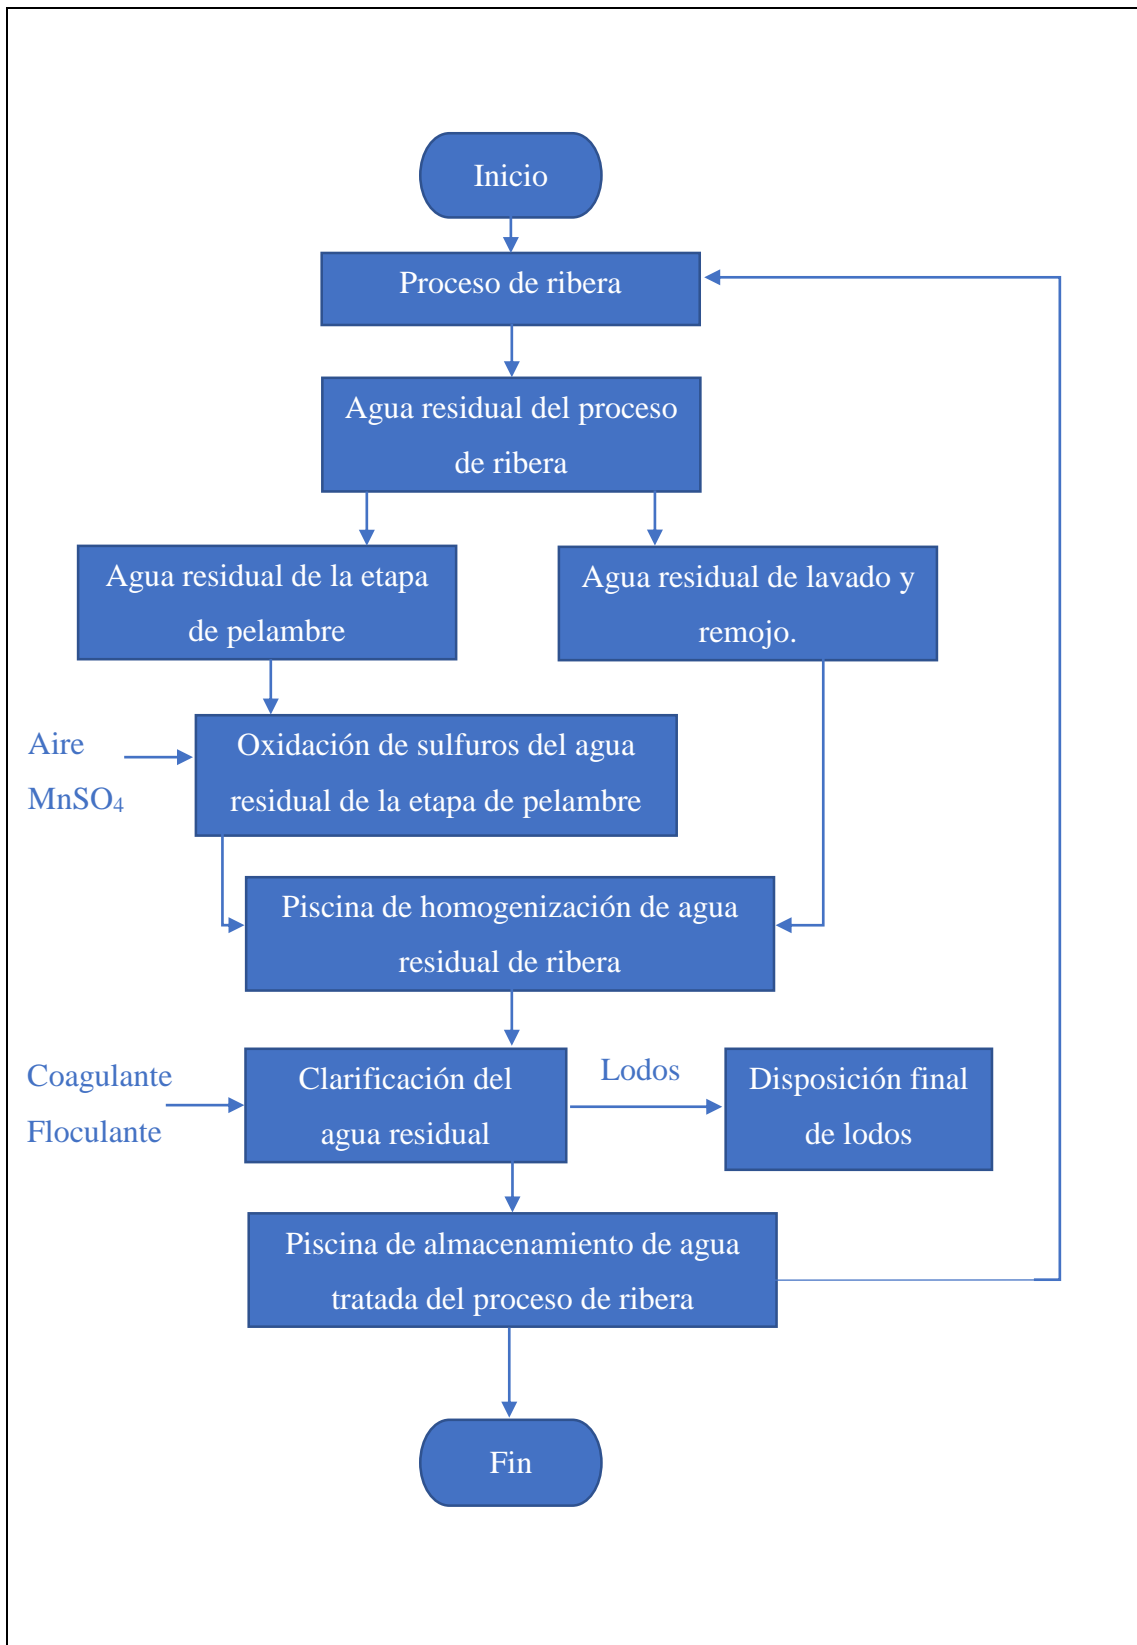 Inicio
Proceso de ribera
Agua residual del proceso
de ribera
Agua residual de la etapa
de pelambre
Agua residual de lavado y
remojo.
Aire
MnSO₄
Oxidación de sulfuros del agua
residual de la etapa de pelambre
Piscina de homogenización de agua
residual de ribera
Coagulante
Floculante
Clarificación del
agua residual
Lodos
Disposición final
de lodos
Piscina de almacenamiento de agua
tratada del proceso de ribera
Fin